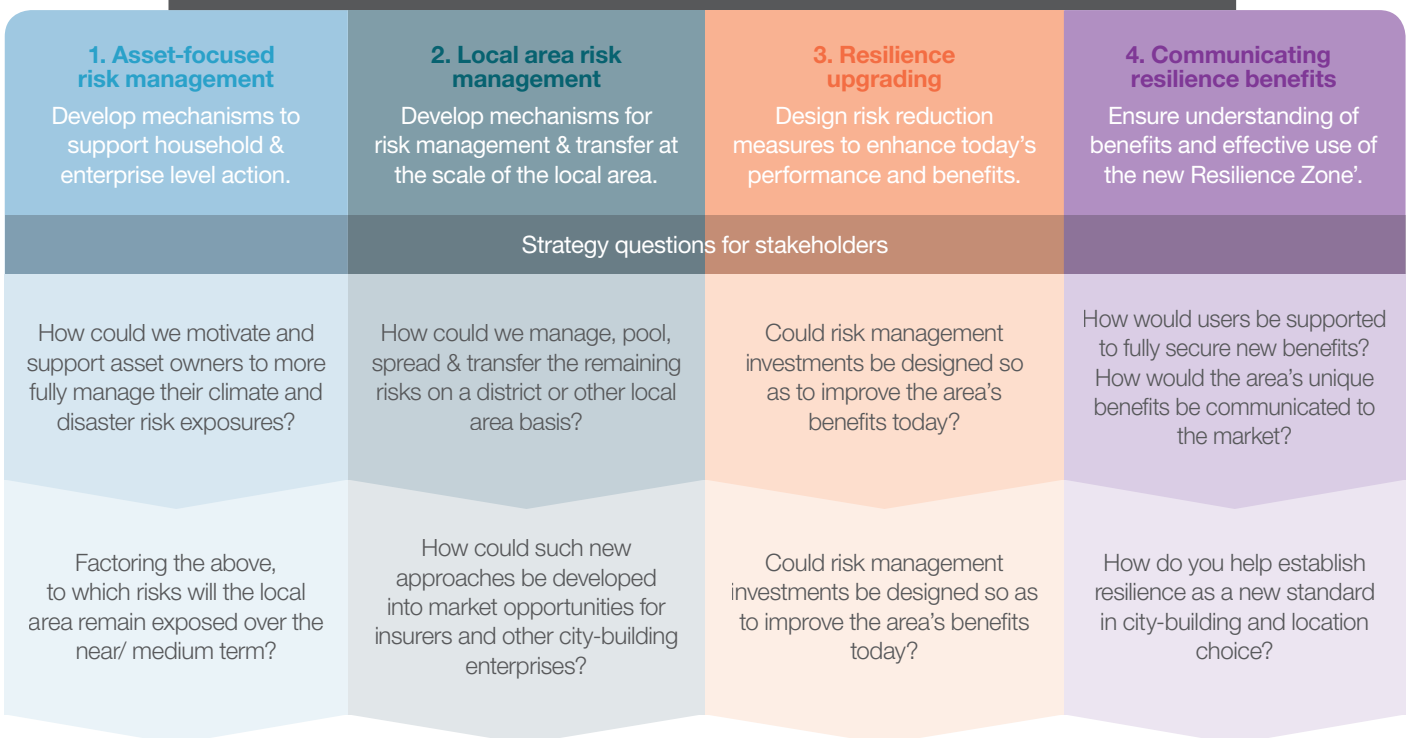 1. Asset-focused
risk management
Develop mechanisms to
support household &
enterprise level action.
2. Local area risk
management
Develop mechanisms for
risk management & transfer at
the scale of the local area.
3. Resilience
upgrading
Design risk reduction
measures to enhance today's
performance and benefits.
4. Communicating
resilience benefits
Ensure understanding of
benefits and effective use of
the new Resilience Zone'.
Strategy questions for stakeholders
How could we motivate and
support asset owners to more
fully manage their climate and
disaster risk exposures?
How could we manage, pool,
spread & transfer the remaining
risks on a district or other local
area basis?
Could risk management
investments be designed so
as to improve the area's
benefits today?
How would users be supported
to fully secure new benefits?
How would the area's unique
benefits be communicated to
the market?
Factoring the above,
to which risks will the local
area remain exposed over the
near/ medium term?
How could such new
approaches be developed
into market opportunities for
insurers and other city-building
enterprises?
Could risk management
investments be designed so as
to improve the area's benefits
today?
How do you help establish
resilience as a new standard
in city-building and location
choice?